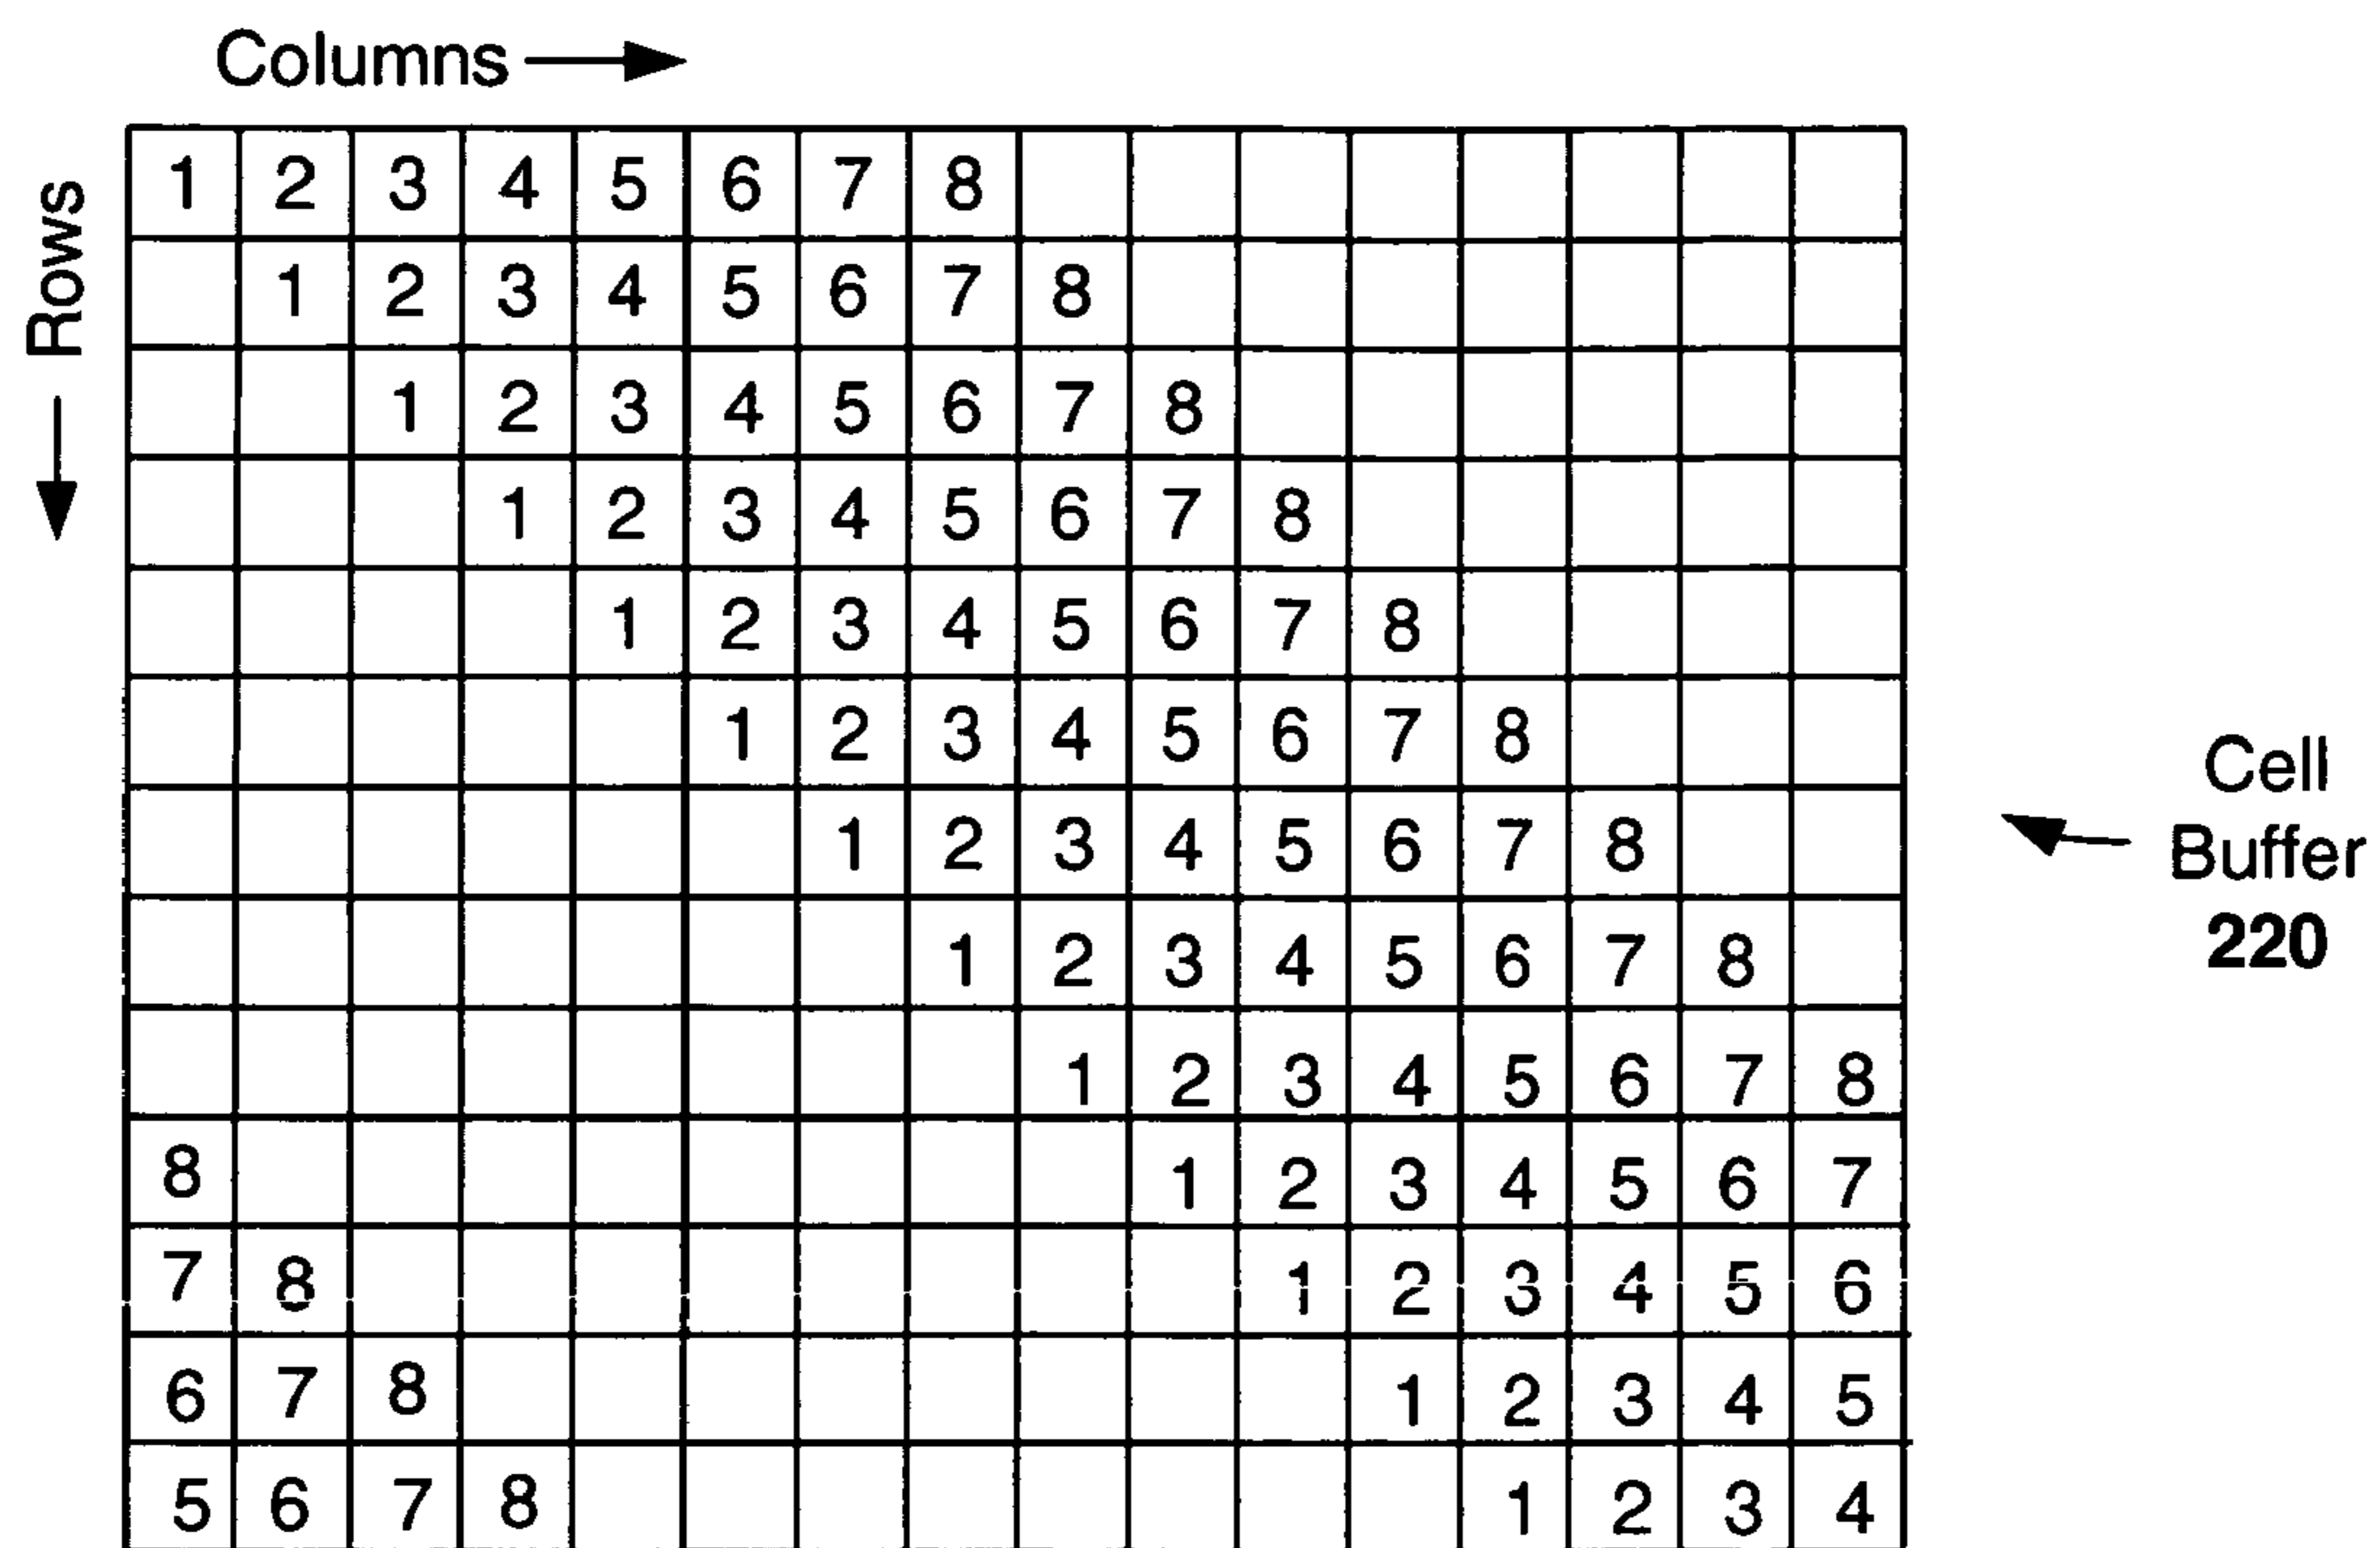 Columns
Rows
1 2 3 4 5 6 7 8
1 2 3 4 5 6 7 8
1 2 3 4 5 6 7 8
1 2 3 4 5 6 7 8
1 2 3 4 5 6 7 8
1 2 3 4 5 6 7 8
1 2 3 4 5 6 7 8
1 2 3 4 5 6 7 8
1 2 3 4 5 6 7 8
8 1 2 3 4 5 6 7
7 8 1 2 3 4 5 6
6 7 8 1 2 3 4 5
5 6 7 8 1 2 3 4
Cell
Buffer
220